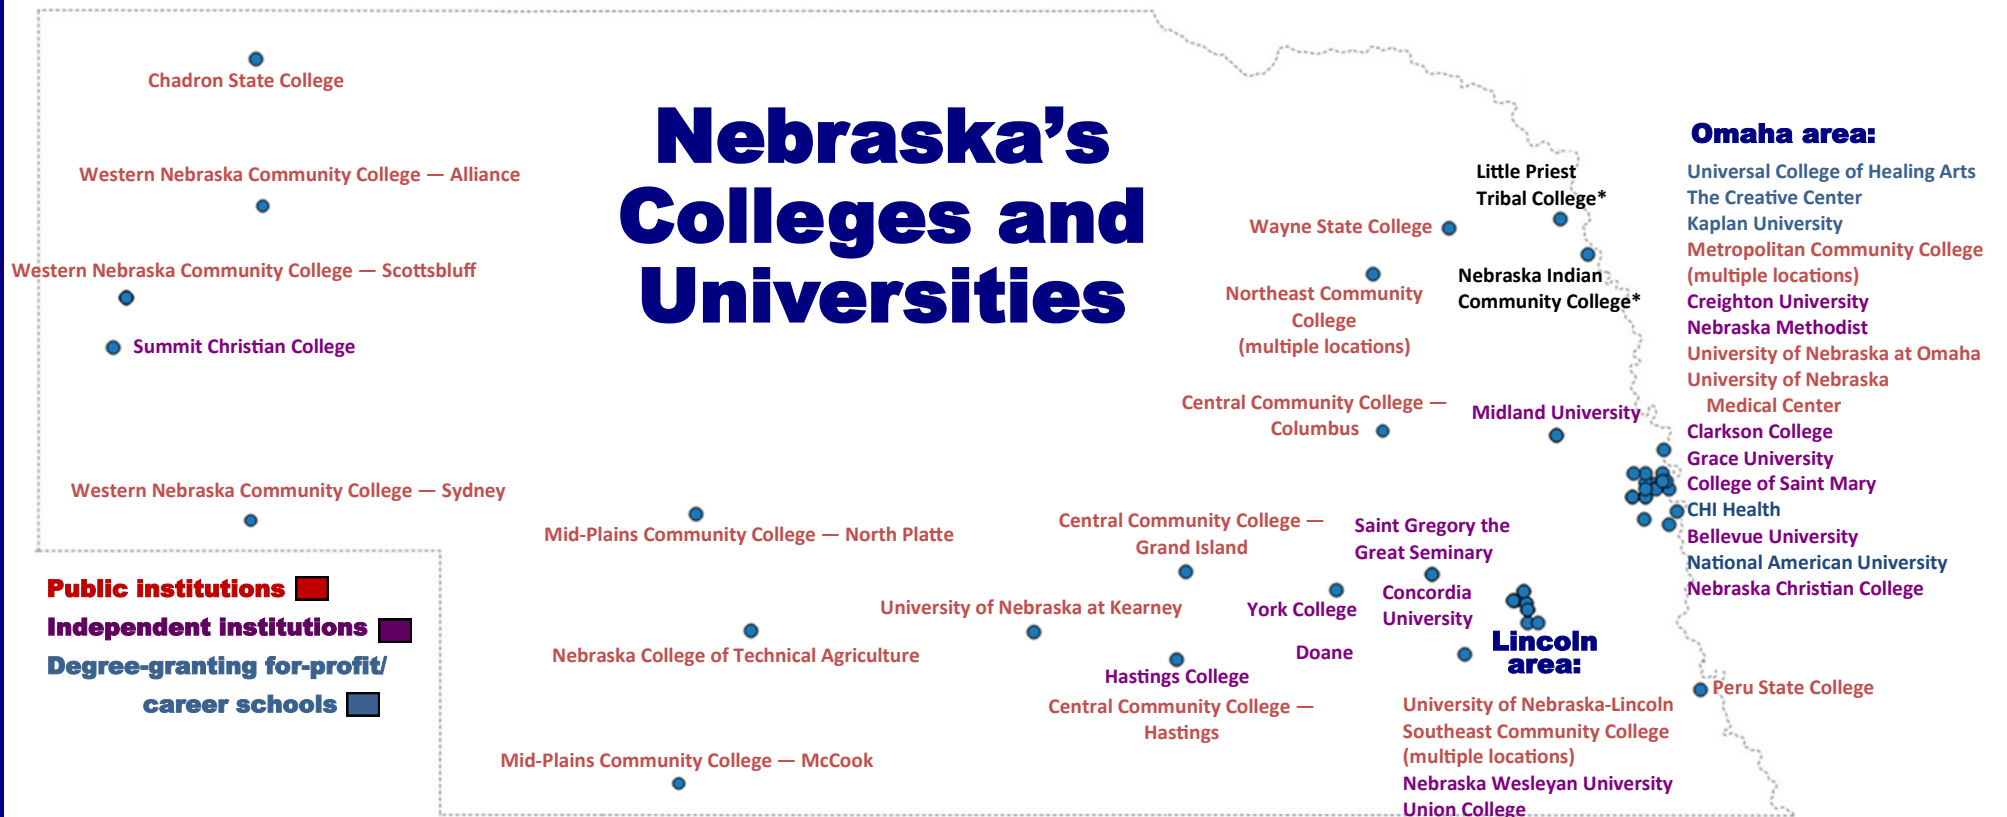 Nebraska's
Colleges and
Universities
Chadron State College
Western Nebraska Community College — Alliance
Western Nebraska Community College — Scottsbluff
Summit Christian College
Western Nebraska Community College — Sydney
Public institutions
Independent institutions
Degree-granting for-profit/
career schools
Mid-Plains Community College — North Platte
Nebraska College of Technical Agriculture
Mid-Plains Community College — McCook
University of Nebraska at Kearney
Central Community College —
Grand Island
Hastings College
Central Community College —
Hastings
Wayne State College
Little Priest
Tribal College*
Nebraska Indian
Community College*
Northeast Community
College
(multiple locations)
Central Community College —
Columbus
Midland University
Saint Gregory the
Great Seminary
York College
Concordia
University
Doane
Lincoln
area:
University of Nebraska-Lincoln
Southeast Community College
(multiple locations)
Nebraska Wesleyan University
Union College
Peru State College
Omaha area:
Universal College of Healing Arts
The Creative Center
Kaplan University
Metropolitan Community College
(multiple locations)
Creighton University
Nebraska Methodist
University of Nebraska at Omaha
University of Nebraska
Medical Center
Clarkson College
Grace University
College of Saint Mary
CHI Health
Bellevue University
National American University
Nebraska Christian College